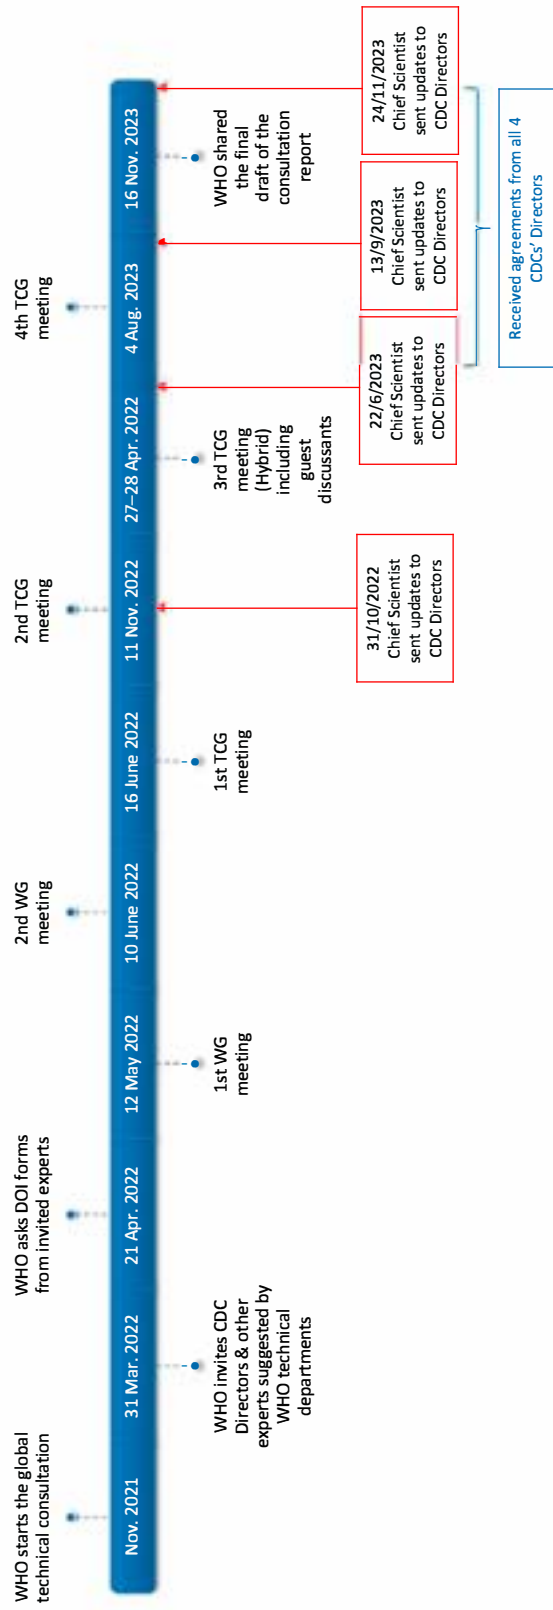 WHO starts the global
technical consultation
WHO asks DOI forms
from invited experts
2nd WG
meeting
2nd TCG
meeting
4th TCG
meeting
Nov. 2021
31 Mar. 2022
21 Apr. 2022
12 May 2022
10 June 2022
16 June 2022
11 Nov. 2022
27–28 Apr. 2022
4 Aug. 2023
16 Nov. 2023
WHO invites CDC
Directors & other
experts suggested by
WHO technical
departments
1st WG
meeting
1st TCG
meeting
3rd TCG
meeting
(Hybrid)
including
guest
discussants
WHO shared
the final
draft of the
consultation
report
31/10/2022
Chief Scientist
sent updates to
CDC Directors
22/6/2023
Chief Scientist
sent updates to
CDC Directors
13/9/2023
Chief Scientist
sent updates to
CDC Directors
24/11/2023
Chief Scientist
sent updates to
CDC Directors
Received agreements from all 4
CDCs' Directors